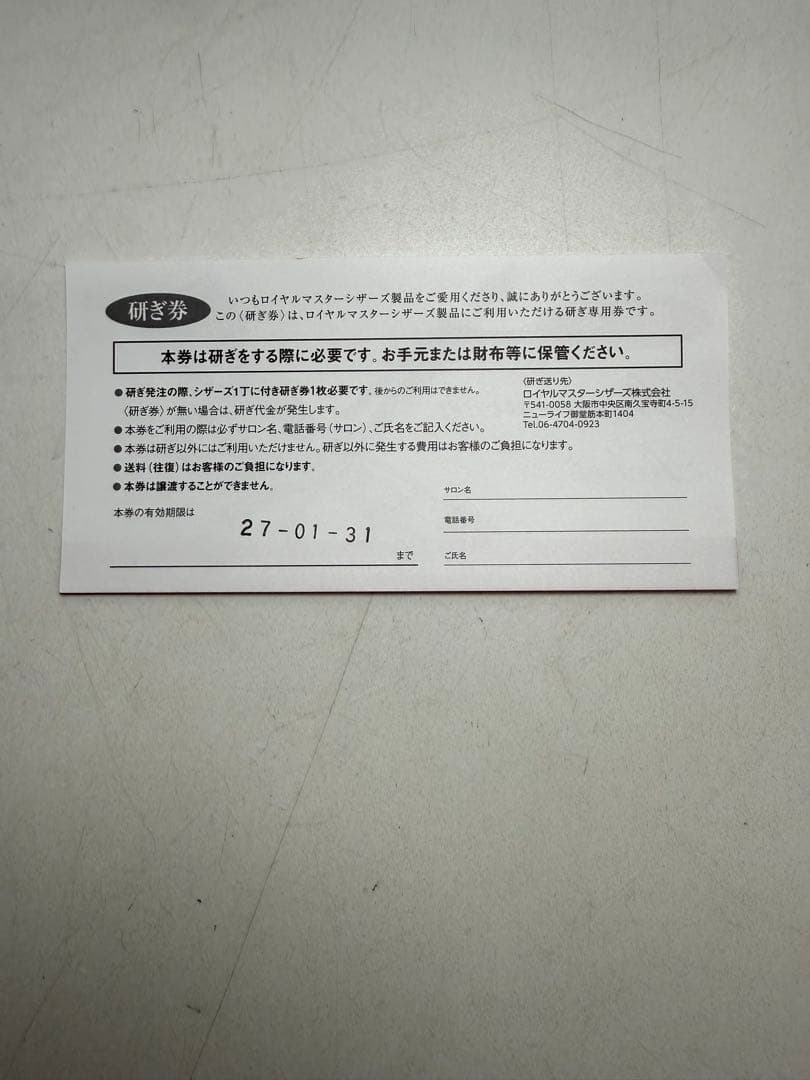 研ぎ券
いつもロイヤルマスターシザーズ製品をご愛用くださり、誠にありがとうございます。
この〈研ぎ券〉は、ロイヤルマスターシザーズ製品にご利用いただける研ぎ専用券です。
本券は研ぎをする際に必要です。お手元または財布等に保管ください。
●研ぎ発注の際、シザーズ1丁に付き研ぎ券1枚必要です。後からのご利用はできません。
〈研ぎ券〉が無い場合は、研ぎ代金が発生します。
●本券をご利用の際は必ずサロン名、電話番号(サロン)、ご氏名をご記入ください。
●本券は研ぎ以外にはご利用いただけません。研ぎ以外に発生する費用はお客様のご負担になります。
●送料(往復)はお客様のご負担になります。
●本券は譲渡することができません。
〈研ぎ送り先〉
ロイヤルマスターシザーズ株式会社
〒541-0058 大阪市中央区南久宝寺町4-5-15
ニューライフ御堂筋本町1404
Tel.06-4704-0923
本券の有効期限は
27-01-31
まで
サロン名
電話番号
ご氏名